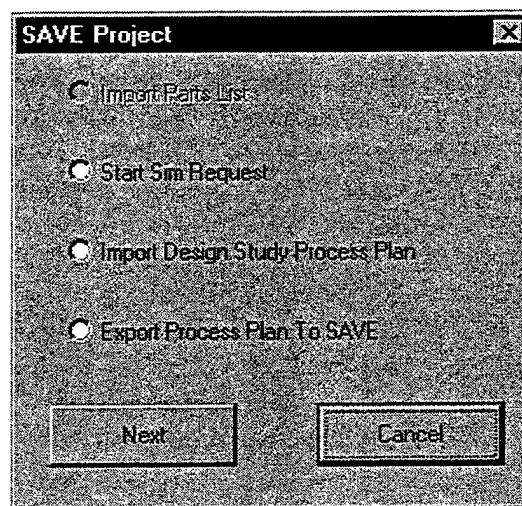 SAVE Project
Import Parts List
Start Sim Request
Import Design Study Process Plan
Export Process Plan To SAVE
Next
Cancel